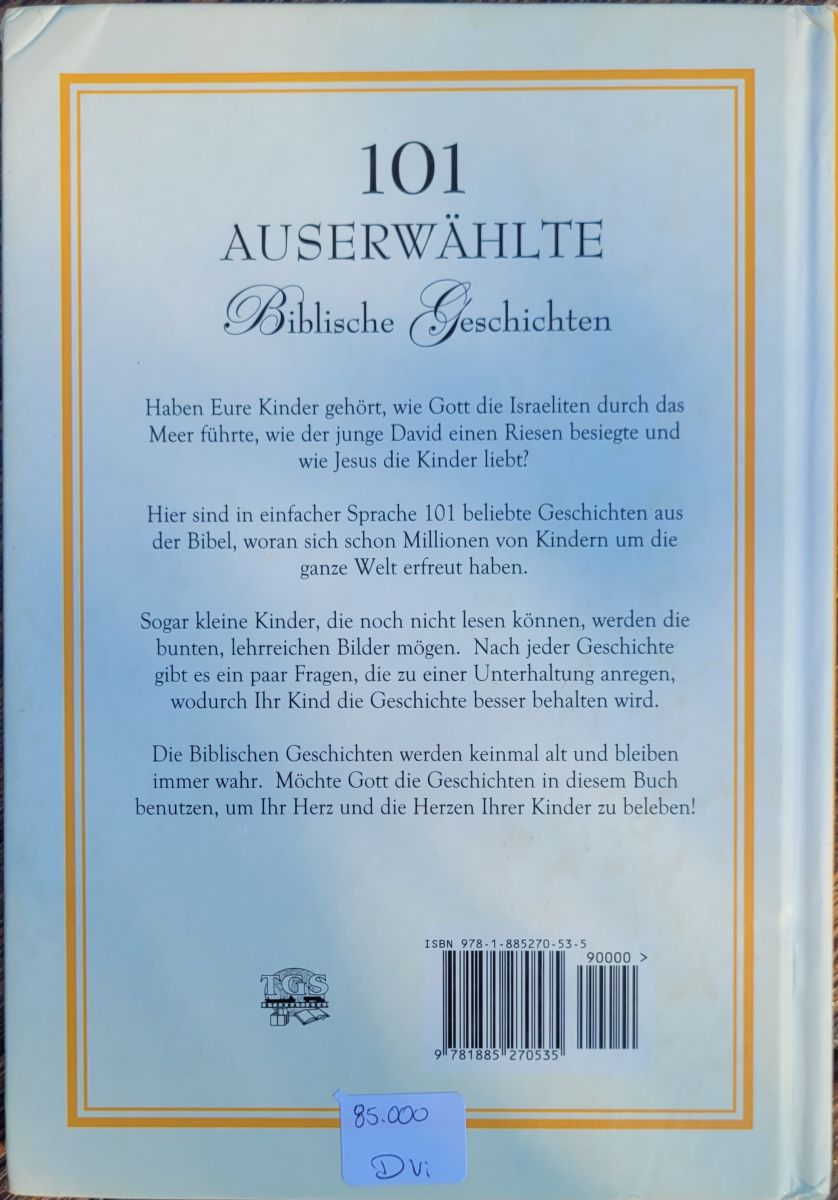 101
AUSERWÄHLTE
Biblische Geschichten
Haben Eure Kinder gehört, wie Gott die Israeliten durch das
Meer führte, wie der junge David einen Riesen besiegte und
wie Jesus die Kinder liebt?
Hier sind in einfacher Sprache 101 beliebte Geschichten aus
der Bibel, woran sich schon Millionen von Kindern um die
ganze Welt erfreut haben.
Sogar kleine Kinder, die noch nicht lesen können, werden die
bunten, lehrreichen Bilder mögen. Nach jeder Geschichte
gibt es ein paar Fragen, die zu einer Unterhaltung anregen,
wodurch Ihr Kind die Geschichte besser behalten wird.
Die Biblischen Geschichten werden keinmal alt und bleiben
immer wahr. Möchte Gott die Geschichten in diesem Buch
benutzen, um Ihr Herz und die Herzen Ihrer Kinder zu beleben!
ISBN 978-1-885270-53-5
90000 >
TGS
9 781885 270535
85.000
DVi